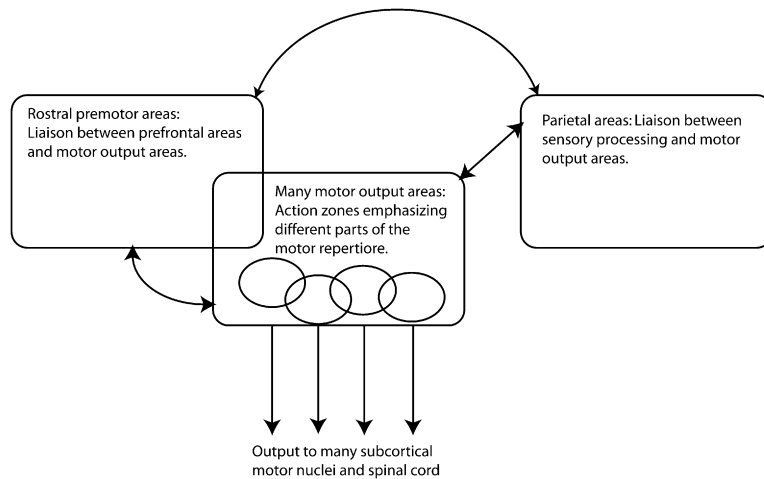 Rostral premotor areas:
Liaison between prefrontal areas
and motor output areas.
Parietal areas: Liaison between
sensory processing and motor
output areas.
Many motor output areas:
Action zones emphasizing
different parts of the
motor repertiore.
Output to many subcortical
motor nuclei and spinal cord